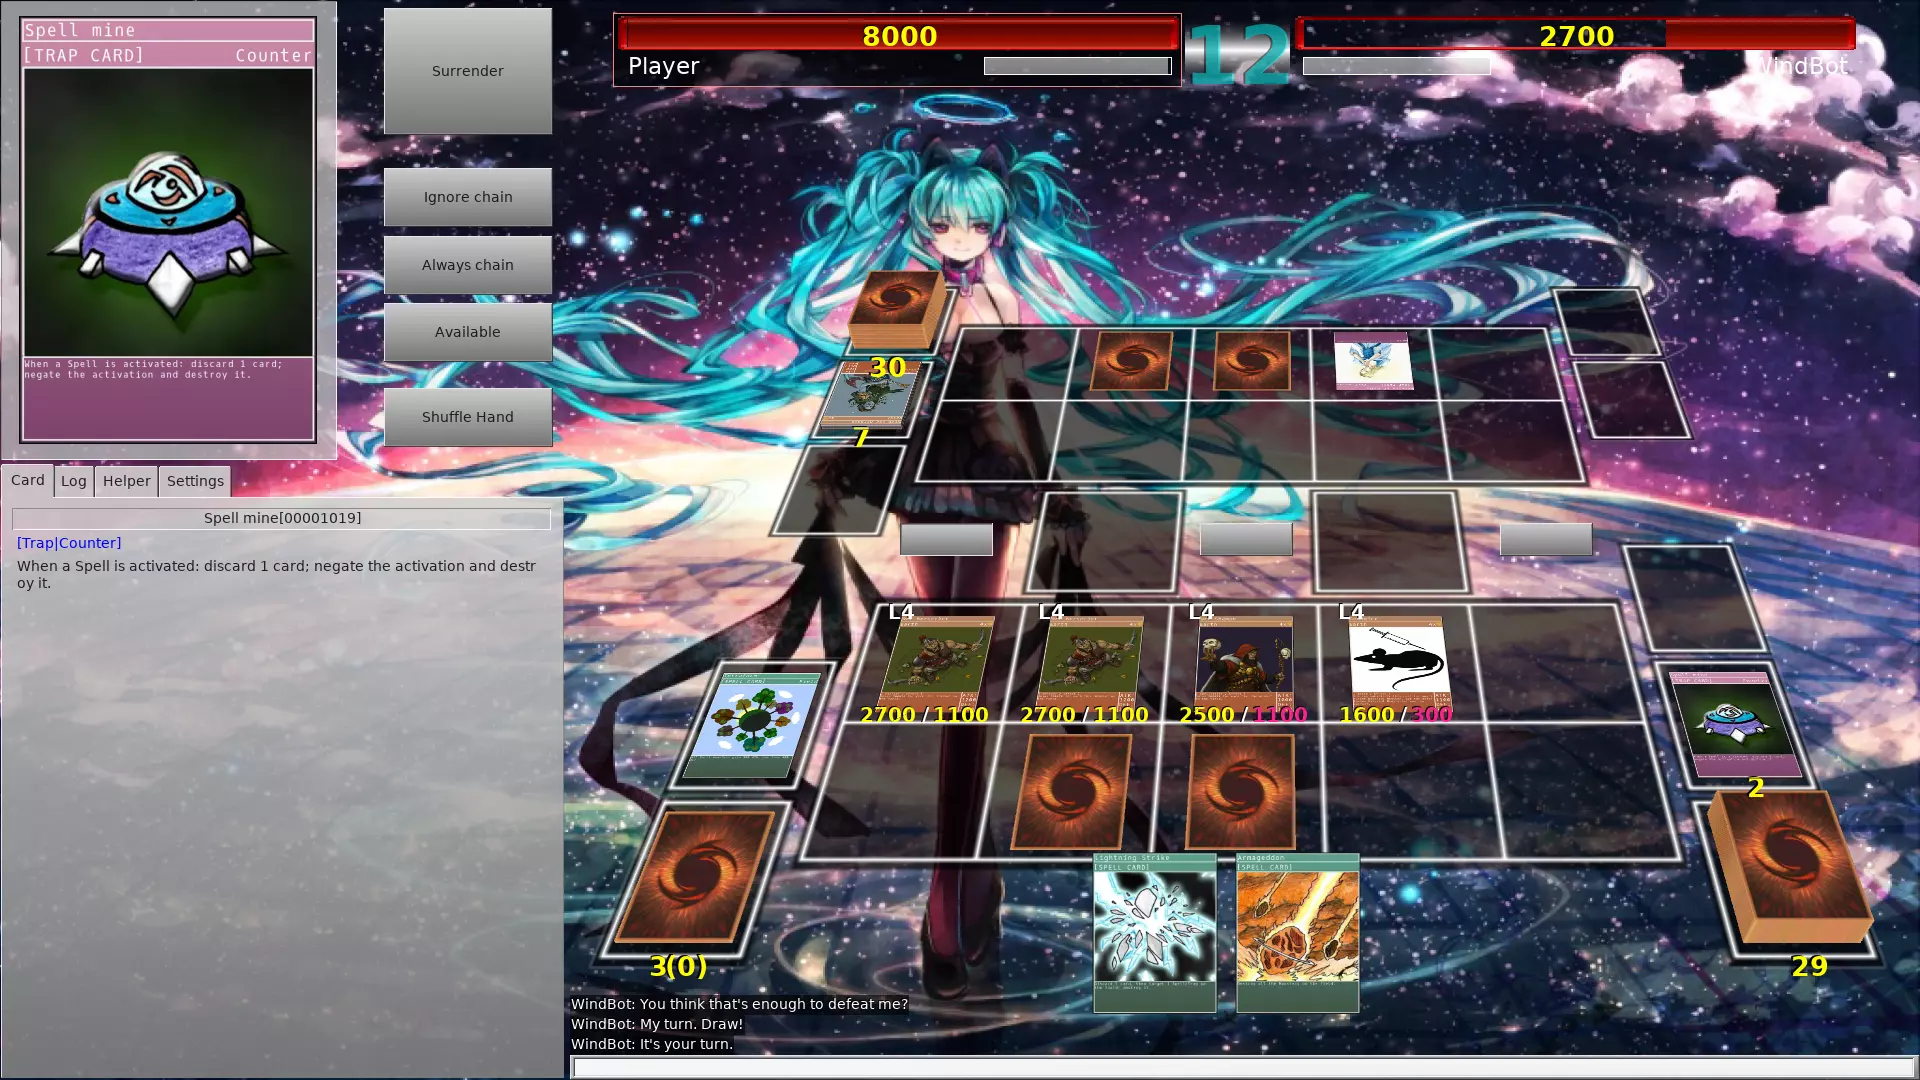 Spell mine
[TRAP CARD] Counter
When a Spell is activated: discard 1 card;
negate the activation and destroy it.
Surrender
Ignore chain
Always chain
Available
Shuffle Hand
8000
Player
12
2700
WindBot
Card
Log
Helper
Settings
Spell mine[00001019]
[Trap|Counter]
When a Spell is activated: discard 1 card; negate the activation and destr
oy it.
30
7
L4
L4
L4
L4
2700/1100
2700/1100
2500/1100
1600/300
2
29
3(0)
Lightning Strike
[SPELL CARD]
Armageddon
[SPELL CARD]
WindBot: You think that's enough to defeat me?
WindBot: My turn. Draw!
WindBot: It's your turn.